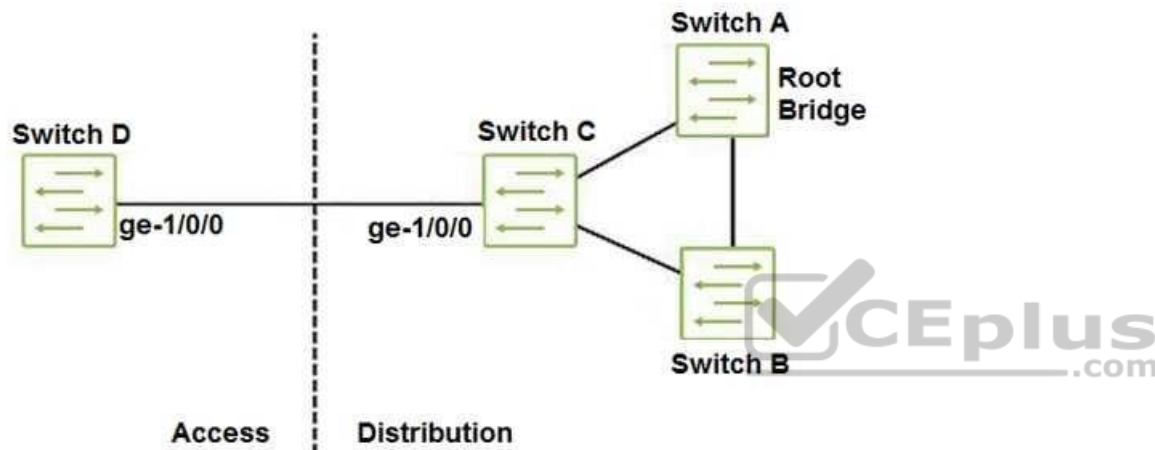 Switch A
Root
Bridge
Switch D
Switch C
ge-1/0/0
ge-1/0/0
Switch B
CEplus
.com
Access
Distribution